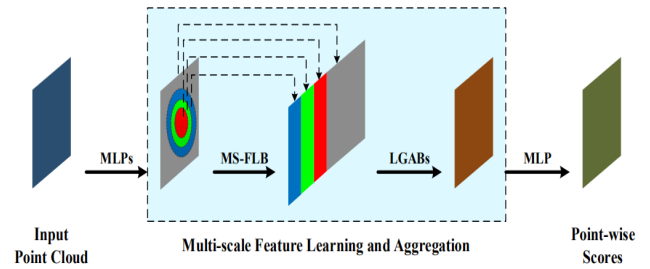 MLPs
MS-FLB
LGABs
MLP
Input
Point Cloud
Multi-scale Feature Learning and Aggregation
Point-wise
Scores